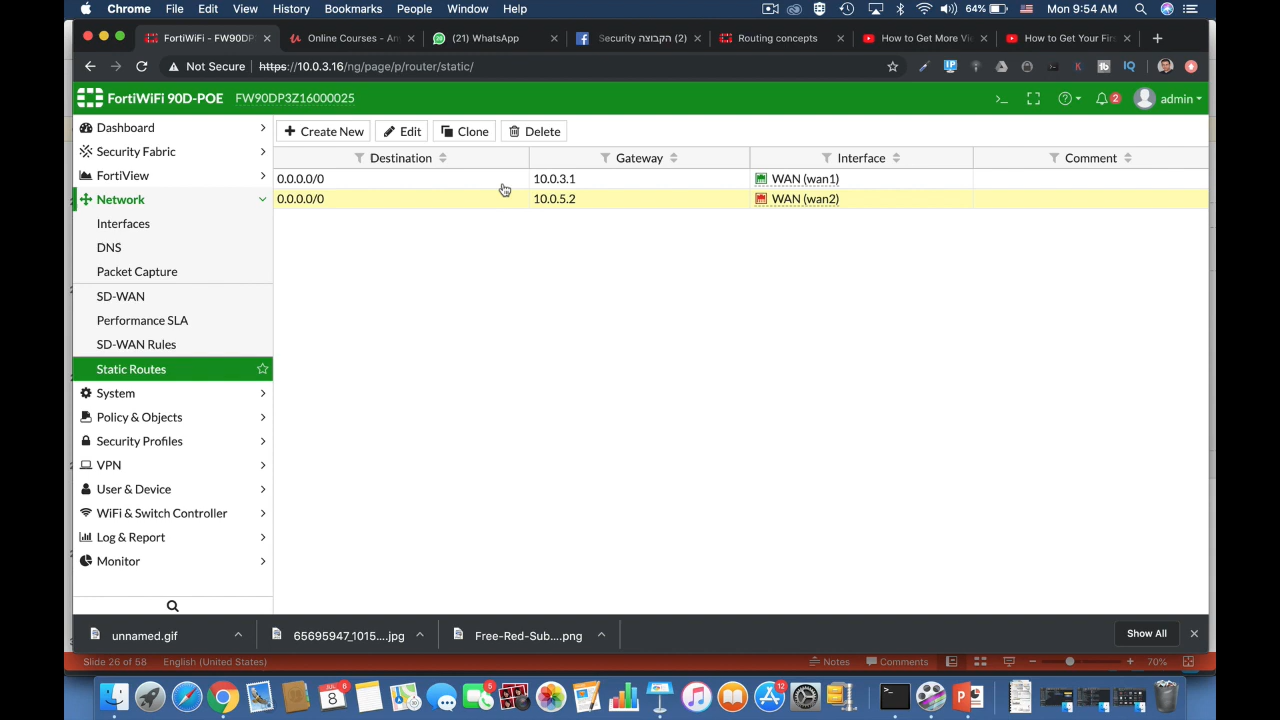 Chrome File Edit View History Bookmarks People Window Help 64% Mon 9:54 AM
FortiWiFi - FW90DP Online Courses - An (21) WhatsApp Security הקבוצה (2) Routing concepts How to Get More Vi How to Get Your Firs
Not Secure https://10.0.3.16/ng/page/p/router/static/
FortiWiFi 90D-POE FW90DP3Z16000025 >_ 2 admin
Dashboard
Security Fabric
FortiView
Network
Interfaces
DNS
Packet Capture
SD-WAN
Performance SLA
SD-WAN Rules
Static Routes
System
Policy & Objects
Security Profiles
VPN
User & Device
WiFi & Switch Controller
Log & Report
Monitor
Create New Edit Clone Delete
Destination Gateway Interface Comment
0.0.0.0/0 10.0.3.1 WAN (wan1)
0.0.0.0/0 10.0.5.2 WAN (wan2)
unnamed.gif 65695947_1015....jpg Free-Red-Sub....png Show All
Slide 26 of 58 English (United States) Notes Comments 70%